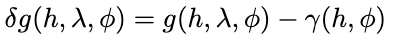 δg(h, λ, ϕ) = g(h, λ, ϕ) − γ(h, ϕ)